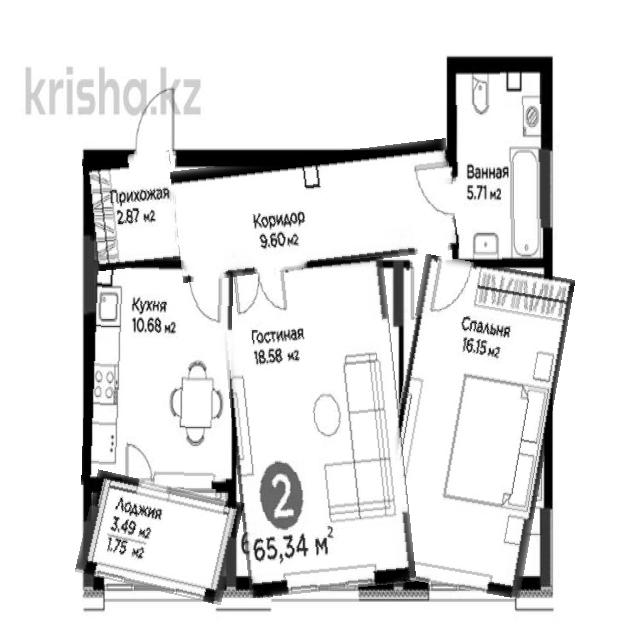 krisha.kz
Прихожая
2.87 м2
Коридор
9.60 м2
Ванная
5.71 м2
Кухня
10.68 м2
Гостиная
18.58 м2
Спальня
16.15 м2
Лоджия
3.49 м2
1.75 м2
2
65,34 м²